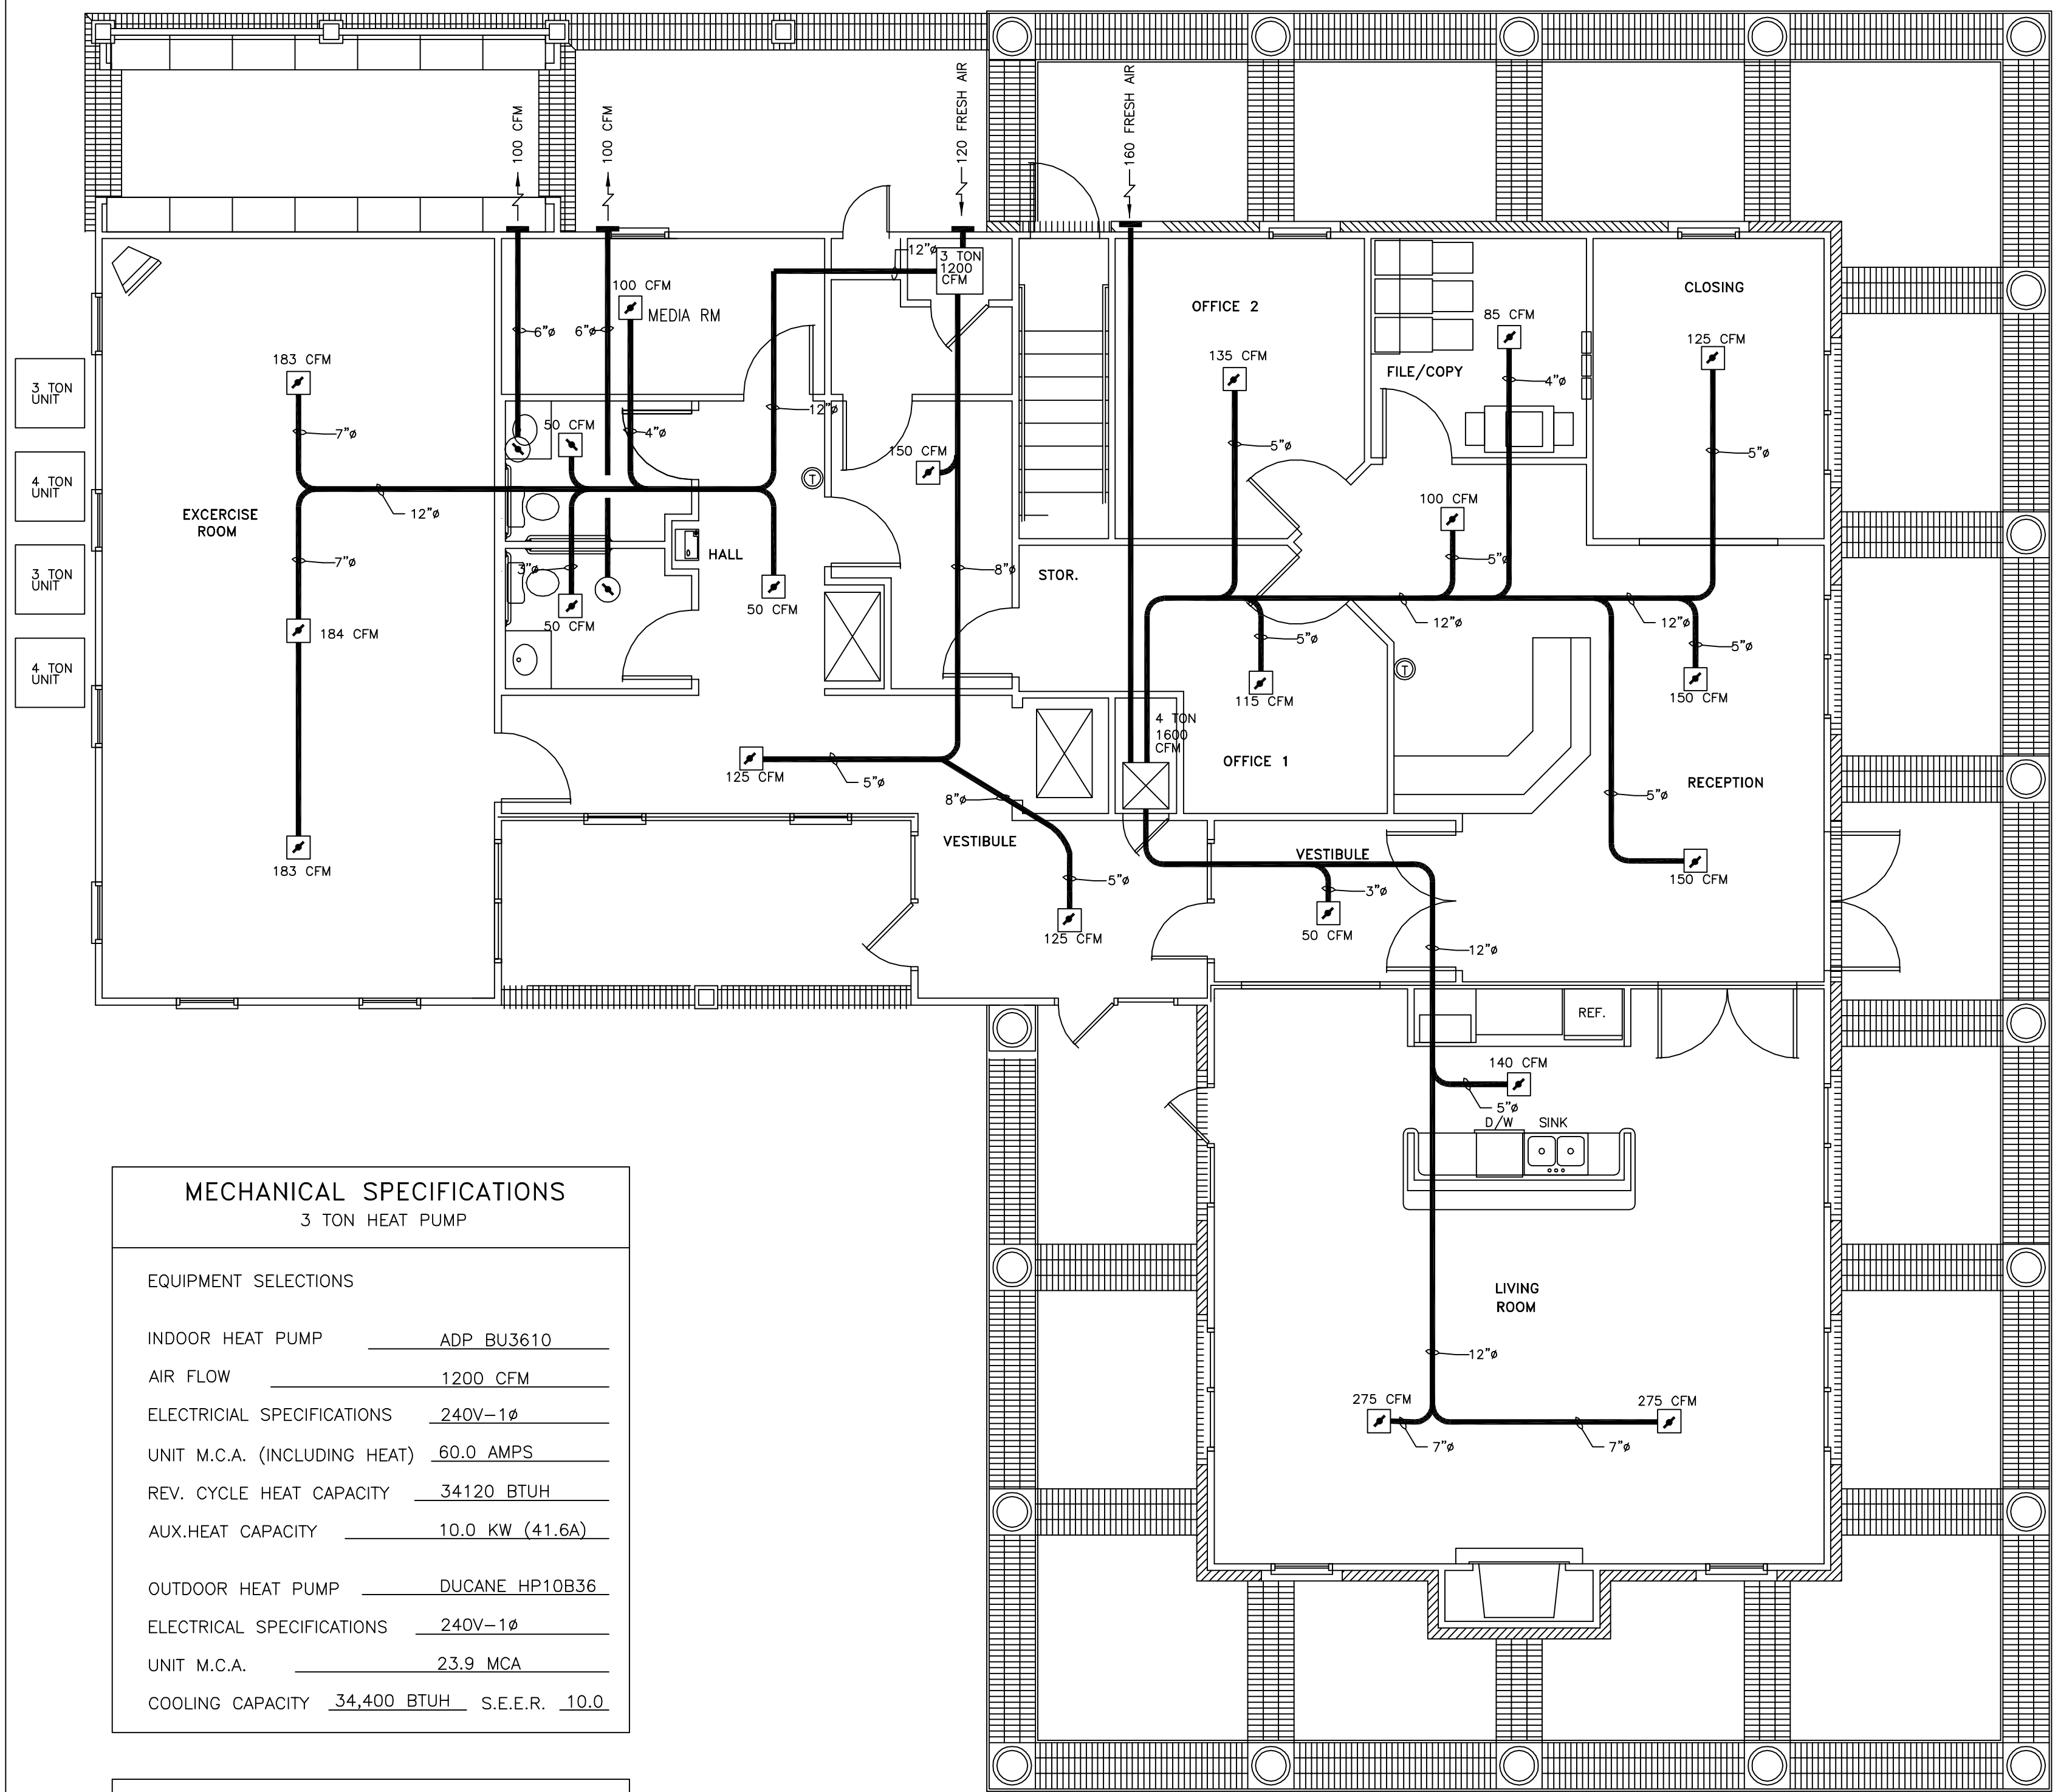 100 CFM
100 CFM
120 FRESH AIR
160 FRESH AIR
12"ø
3 TON
1200
CFM
100 CFM
MEDIA RM
6"ø
6"ø
OFFICE 2
CLOSING
85 CFM
125 CFM
135 CFM
FILE/COPY
4"ø
183 CFM
3 TON
UNIT
7"ø
50 CFM
4"ø
12"ø
150 CFM
5"ø
5"ø
4 TON
UNIT
EXCERCISE
ROOM
12"ø
100 CFM
5"ø
HALL
7"ø
3"ø
8"ø
STOR.
50 CFM
3 TON
UNIT
T
T
50 CFM
184 CFM
12"ø
12"ø
5"ø
5"ø
4 TON
UNIT
115 CFM
150 CFM
4 TON
1600
CFM
OFFICE 1
RECEPTION
125 CFM
5"ø
8"ø
5"ø
VESTIBULE
VESTIBULE
183 CFM
5"ø
3"ø
150 CFM
125 CFM
50 CFM
12"ø
REF.
140 CFM
5"ø
D/W
SINK
LIVING
ROOM
12"ø
275 CFM
275 CFM
7"ø
7"ø
MECHANICAL SPECIFICATIONS
3 TON HEAT PUMP
EQUIPMENT SELECTIONS
INDOOR HEAT PUMP ADP BU3610
AIR FLOW 1200 CFM
ELECTRICIAL SPECIFICATIONS 240V-1ø
UNIT M.C.A. (INCLUDING HEAT) 60.0 AMPS
REV. CYCLE HEAT CAPACITY 34120 BTUH
AUX.HEAT CAPACITY 10.0 KW (41.6A)
OUTDOOR HEAT PUMP DUCANE HP10B36
ELECTRICAL SPECIFICATIONS 240V-1ø
UNIT M.C.A. 23.9 MCA
COOLING CAPACITY 34,400 BTUH S.E.E.R. 10.0